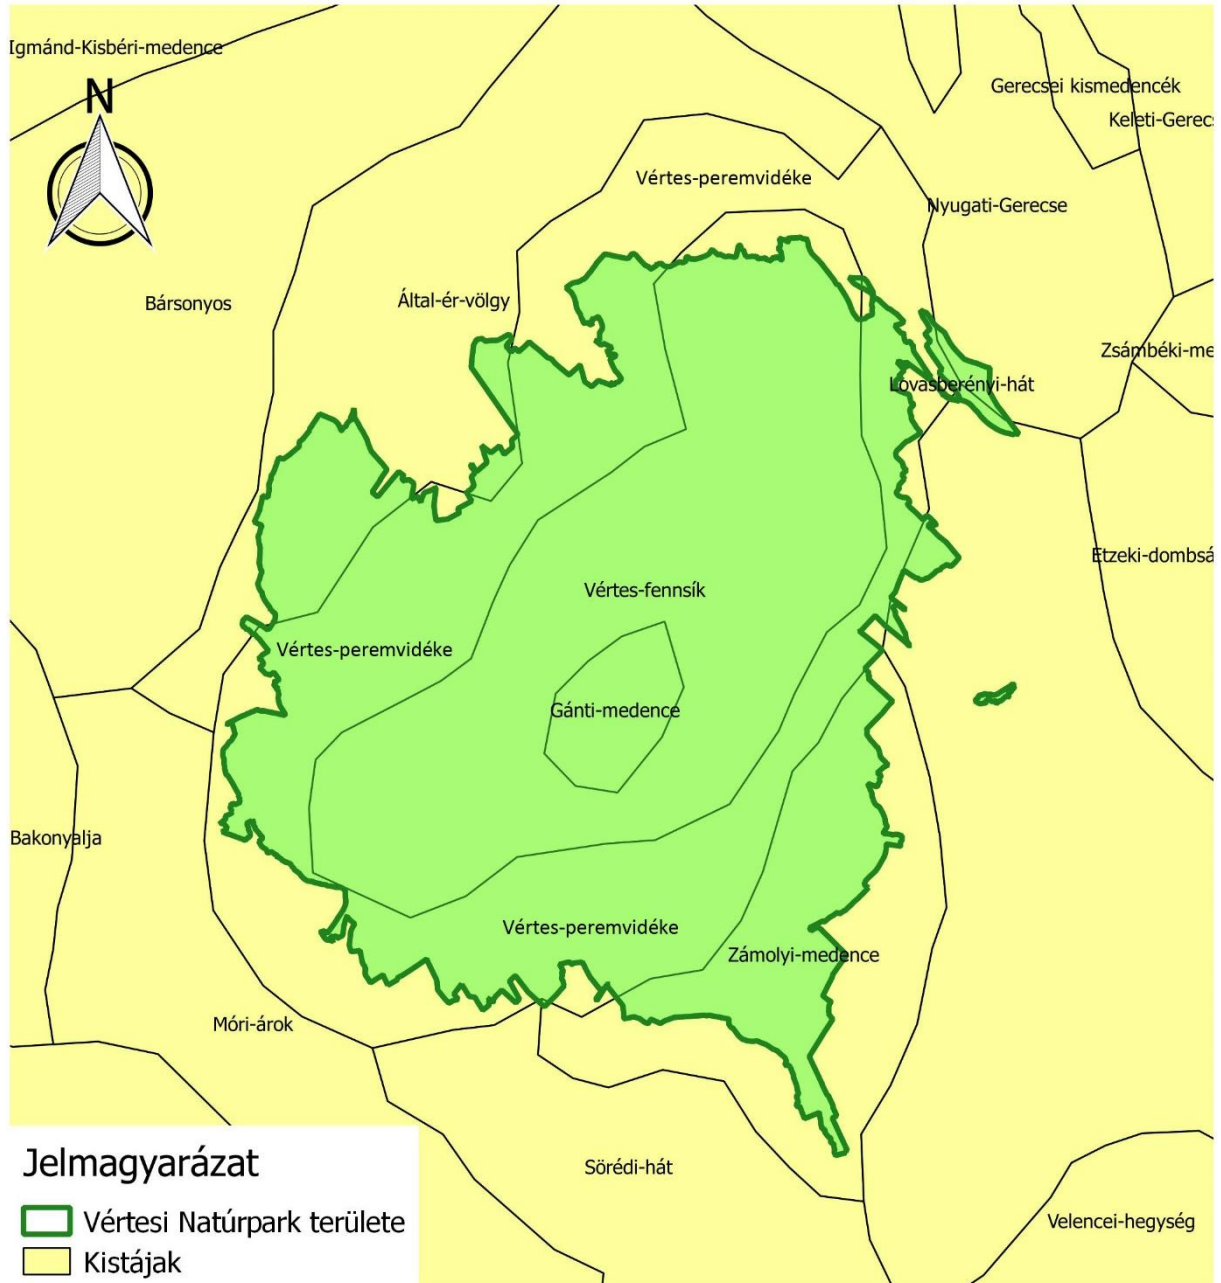 Igmánd-Kisbéri-medence
N
Gerecsei kismedencék
Keleti-Gerecs
Vértes-peremvidéke
Nyugati-Gerecse
Bársonyos
Által-ér-völgy
Zsámbéki-me
Lovasberényi-hát
Etzeki-dombsá
Vértes-fennsík
Vértes-peremvidéke
Gánti-medence
Bakonyalja
Vértes-peremvidéke
Zámolyi-medence
Móri-árok
Sörédi-hát
Velencei-hegység
Jelmagyarázat
Vértesi Natúrpark területe
Kistájak